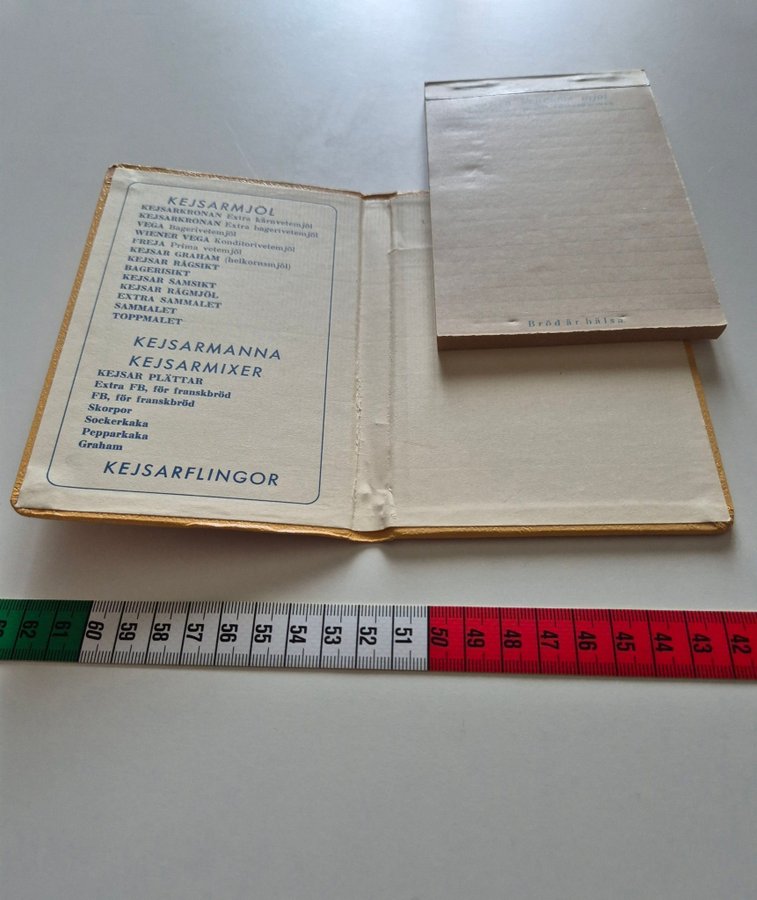 KEJSARMJÖL
KEJSARKRONAN Extra kärnvetemjöl
KEJSARKRONAN Extra bagerivetemjöl
VEGA Bagerivetemjöl
WIENER VEGA Konditorivetemjöl
FREJA Prima vetemjöl
KEJSAR GRAHAM (helkornsmjöl)
KEJSAR RÅGSIKT
BAGERISIKT
KEJSAR SAMSIKT
KEJSAR RÅGMJÖL
EXTRA SAMMALET
SAMMALET
TOPPMALET
KEJSARMANNA
KEJSARMIXER
KEJSAR PLÄTTAR
Extra FB, för franskbröd
FB, för franskbröd
Skorpor
Sockerkaka
Pepparkaka
Graham
KEJSARFLINGOR
Bröd är hälsa
62 61 60 59 58 57 56 55 54 53 52 51 50 49 48 47 46 45 44 43 42